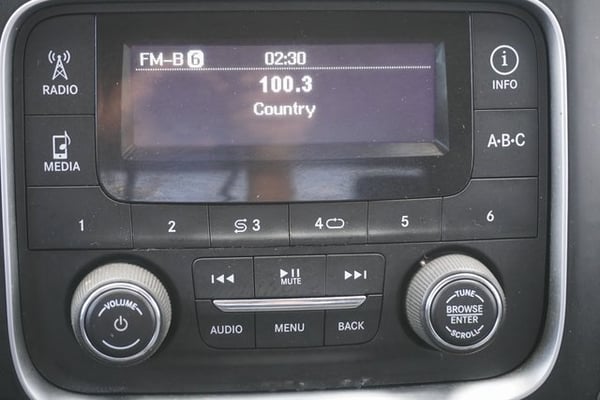 FM-B 6 02:30
100.3
Country
RADIO
MEDIA
i
INFO
A·B·C
1 2 3 4 5 6
MUTE
VOLUME
AUDIO MENU BACK
TUNE
BROWSE
ENTER
SCROLL